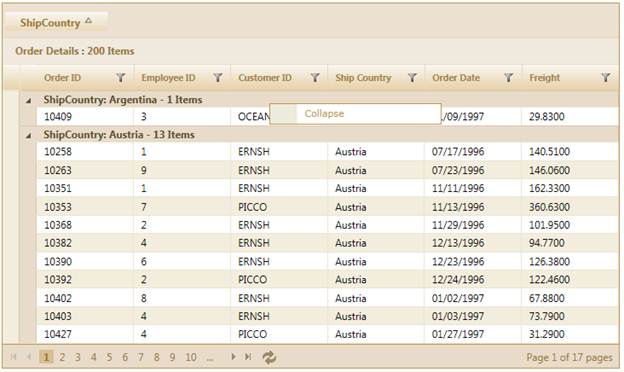 ShipCountry
Order Details : 200 Items
Order ID Employee ID Customer ID Ship Country Order Date Freight
ShipCountry: Argentina - 1 Items
10409 3 OCEAN /09/1997 29.8300
Collapse
ShipCountry: Austria - 13 Items
10258 1 ERNSH Austria 07/17/1996 140.5100
10263 9 ERNSH Austria 07/23/1996 146.0600
10351 1 ERNSH Austria 11/11/1996 162.3300
10353 7 PICCO Austria 11/13/1996 360.6300
10368 2 ERNSH Austria 11/29/1996 101.9500
10382 4 ERNSH Austria 12/13/1996 94.7700
10390 6 ERNSH Austria 12/23/1996 126.3800
10392 2 PICCO Austria 12/24/1996 122.4600
10402 8 ERNSH Austria 01/02/1997 67.8800
10403 4 ERNSH Austria 01/03/1997 73.7900
10427 4 PICCO Austria 01/27/1997 31.2900
1 2 3 4 5 6 7 8 9 10 ... Page 1 of 17 pages